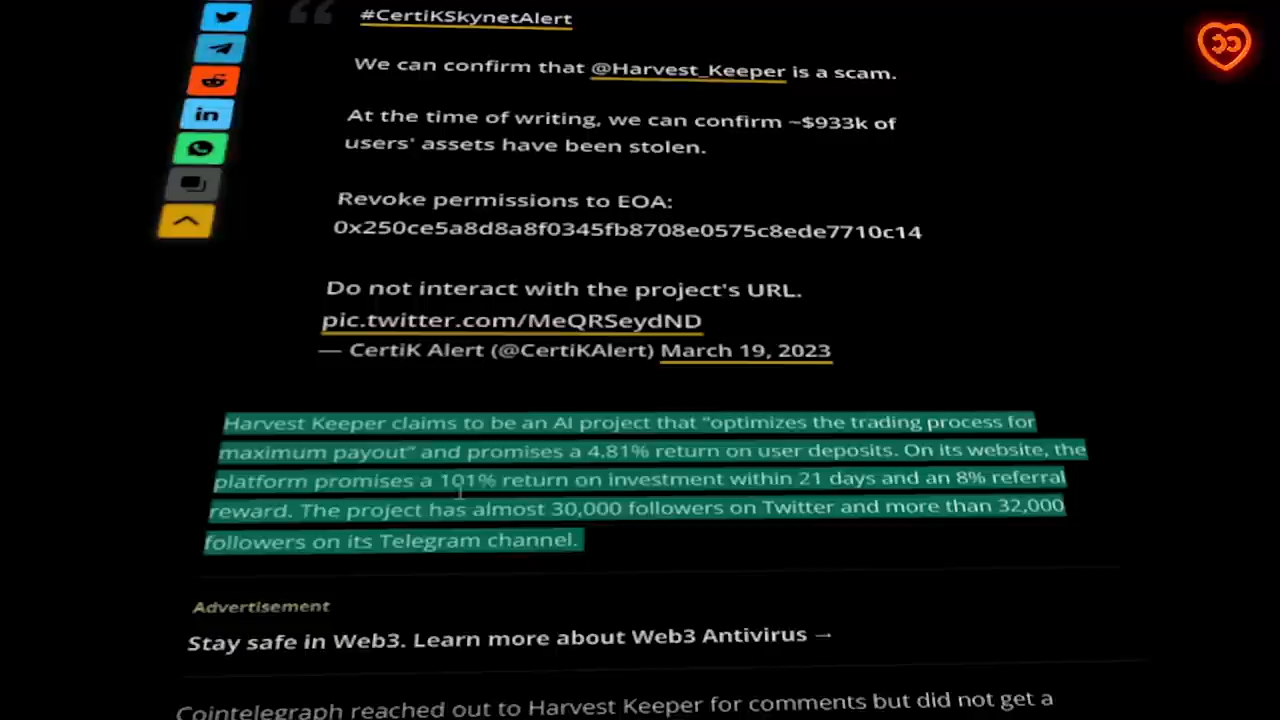 #CertiKSkynetAlert
We can confirm that @Harvest_Keeper is a scam.
At the time of writing, we can confirm ~$933k of
users' assets have been stolen.
Revoke permissions to EOA:
0x250ce5a8d8a8f0345fb8708e0575c8ede7710c14
Do not interact with the project's URL.
pic.twitter.com/MeQRSeydND
— CertiK Alert (@CertiKAlert) March 19, 2023
Harvest Keeper claims to be an AI project that "optimizes the trading process for
maximum payout" and promises a 4.81% return on user deposits. On its website, the
platform promises a 101% return on investment within 21 days and an 8% referral
reward. The project has almost 30,000 followers on Twitter and more than 32,000
followers on its Telegram channel.
Advertisement
Stay safe in Web3. Learn more about Web3 Antivirus →
Cointelegraph reached out to Harvest Keeper for comments but did not get a